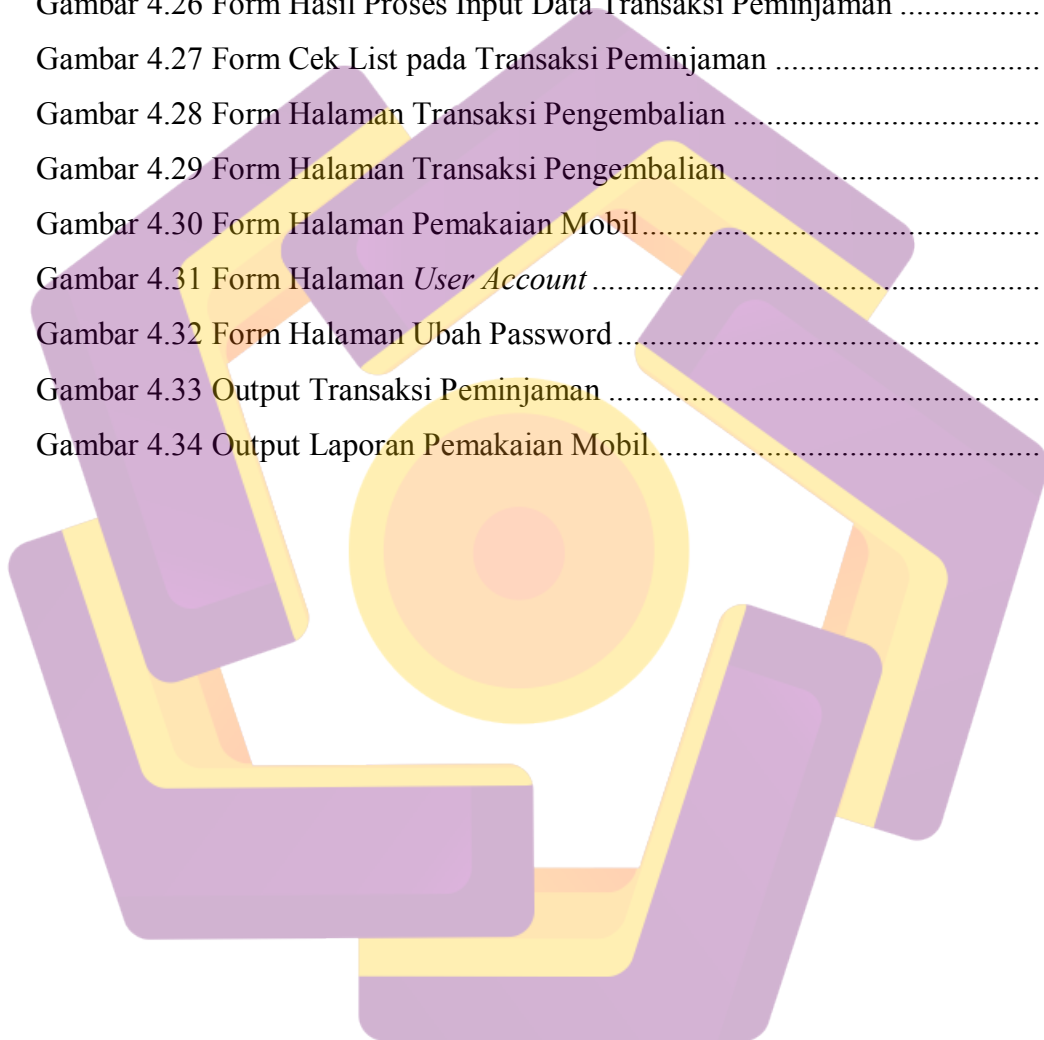 Gambar 4.26 Form Hasil Proses Input Data Transaksi Peminjaman ..................
Gambar 4.27 Form Cek List pada Transaksi Peminjaman ................................
Gambar 4.28 Form Halaman Transaksi Pengembalian .....................................
Gambar 4.29 Form Halaman Transaksi Pengembalian .....................................
Gambar 4.30 Form Halaman Pemakaian Mobil ................................................
Gambar 4.31 Form Halaman User Account ......................................................
Gambar 4.32 Form Halaman Ubah Password ...................................................
Gambar 4.33 Output Transaksi Peminjaman ....................................................
Gambar 4.34 Output Laporan Pemakaian Mobil ...............................................